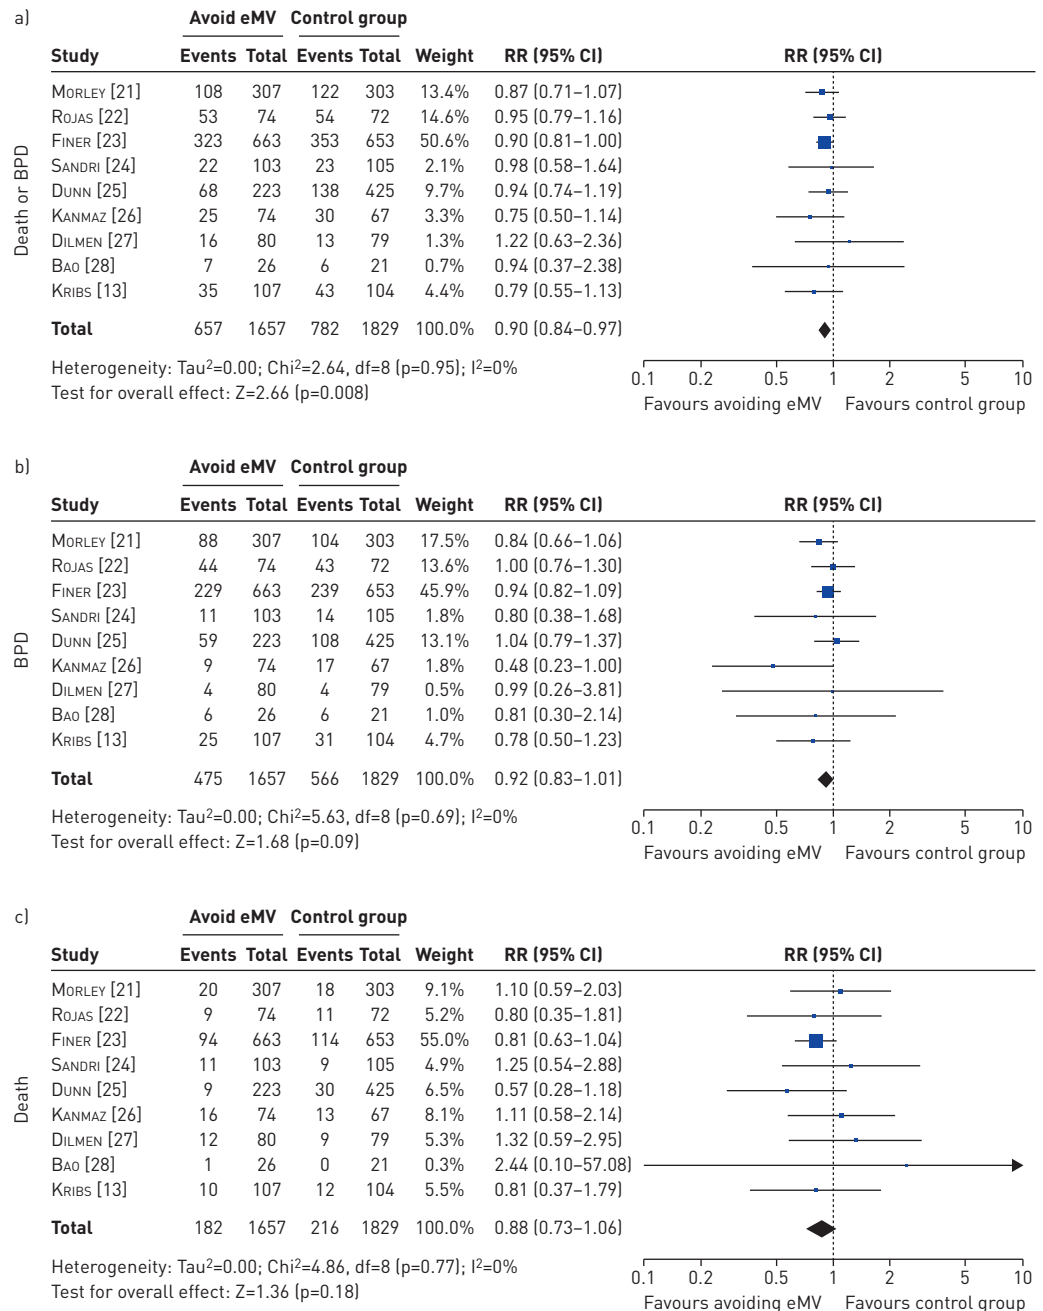 a)
Avoid eMV Control group
Study Events Total Events Total Weight RR (95% CI) RR (95% CI)
Death or BPD
MORLEY [21] 108 307 122 303 13.4% 0.87 (0.71–1.07)
ROJAS [22] 53 74 54 72 14.6% 0.95 (0.79–1.16)
FINER [23] 323 663 353 653 50.6% 0.90 (0.81–1.00)
SANDRI [24] 22 103 23 105 2.1% 0.98 (0.58–1.64)
DUNN [25] 68 223 138 425 9.7% 0.94 (0.74–1.19)
KANMAZ [26] 25 74 30 67 3.3% 0.75 (0.50–1.14)
DILMEN [27] 16 80 13 79 1.3% 1.22 (0.63–2.36)
BAO [28] 7 26 6 21 0.7% 0.94 (0.37–2.38)
KRIBS [13] 35 107 43 104 4.4% 0.79 (0.55–1.13)
Total 657 1657 782 1829 100.0% 0.90 (0.84–0.97)
Heterogeneity: Tau²=0.00; Chi²=2.64, df=8 (p=0.95); I²=0%
Test for overall effect: Z=2.66 (p=0.008)
0.1 0.2 0.5 1 2 5 10
Favours avoiding eMV Favours control group
b)
Avoid eMV Control group
Study Events Total Events Total Weight RR (95% CI) RR (95% CI)
BPD
MORLEY [21] 88 307 104 303 17.5% 0.84 (0.66–1.06)
ROJAS [22] 44 74 43 72 13.6% 1.00 (0.76–1.30)
FINER [23] 229 663 239 653 45.9% 0.94 (0.82–1.09)
SANDRI [24] 11 103 14 105 1.8% 0.80 (0.38–1.68)
DUNN [25] 59 223 108 425 13.1% 1.04 (0.79–1.37)
KANMAZ [26] 9 74 17 67 1.8% 0.48 (0.23–1.00)
DILMEN [27] 4 80 4 79 0.5% 0.99 (0.26–3.81)
BAO [28] 6 26 6 21 1.0% 0.81 (0.30–2.14)
KRIBS [13] 25 107 31 104 4.7% 0.78 (0.50–1.23)
Total 475 1657 566 1829 100.0% 0.92 (0.83–1.01)
Heterogeneity: Tau²=0.00; Chi²=5.63, df=8 (p=0.69); I²=0%
Test for overall effect: Z=1.68 (p=0.09)
0.1 0.2 0.5 1 2 5 10
Favours avoiding eMV Favours control group
c)
Avoid eMV Control group
Study Events Total Events Total Weight RR (95% CI) RR (95% CI)
Death
MORLEY [21] 20 307 18 303 9.1% 1.10 (0.59–2.03)
ROJAS [22] 9 74 11 72 5.2% 0.80 (0.35–1.81)
FINER [23] 94 663 114 653 55.0% 0.81 (0.63–1.04)
SANDRI [24] 11 103 9 105 4.9% 1.25 (0.54–2.88)
DUNN [25] 9 223 30 425 6.5% 0.57 (0.28–1.18)
KANMAZ [26] 16 74 13 67 8.1% 1.11 (0.58–2.14)
DILMEN [27] 12 80 9 79 5.3% 1.32 (0.59–2.95)
BAO [28] 1 26 0 21 0.3% 2.44 (0.10–57.08)
KRIBS [13] 10 107 12 104 5.5% 0.81 (0.37–1.79)
Total 182 1657 216 1829 100.0% 0.88 (0.73–1.06)
Heterogeneity: Tau²=0.00; Chi²=4.86, df=8 (p=0.77); I²=0%
Test for overall effect: Z=1.36 (p=0.18)
0.1 0.2 0.5 1 2 5 10
Favours avoiding eMV Favours control group